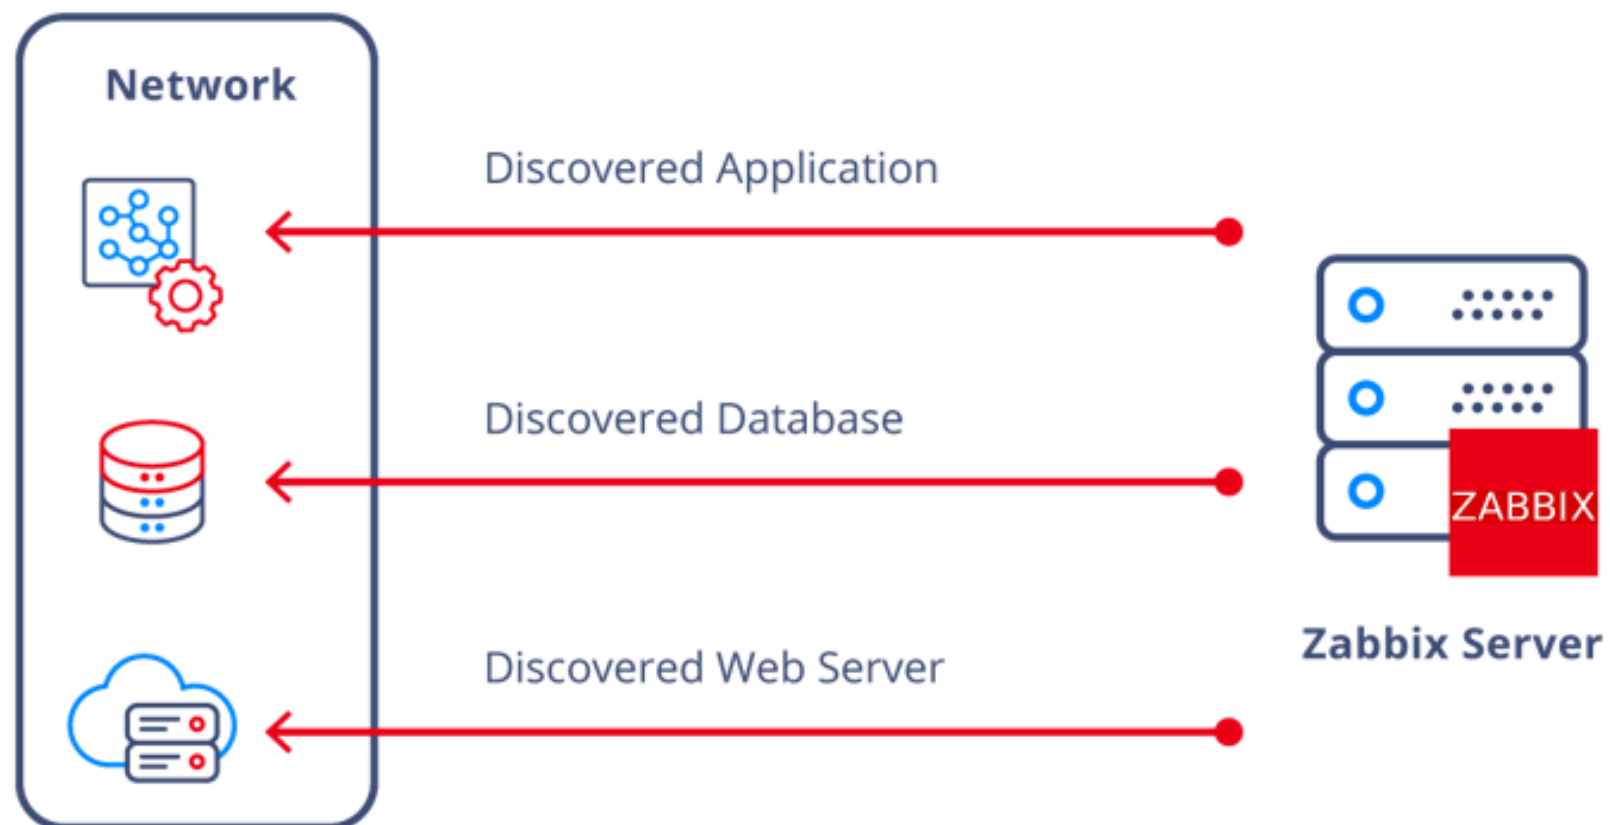 Network
Discovered Application
Discovered Database
Discovered Web Server
ZABBIX
Zabbix Server